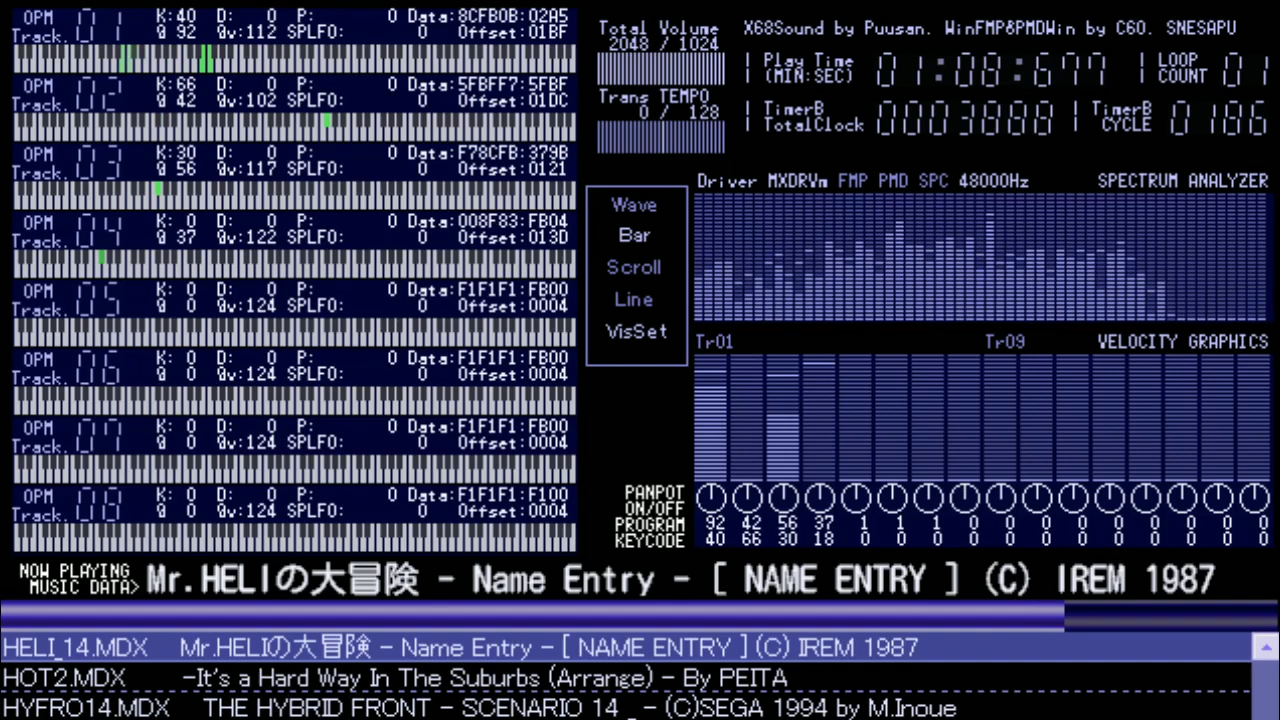 OPM Track. 01 K: 40 D: 0 P: 0 Data:8CFB0B:02A5
@ 92 @v:112 SPLFO: 0 Offset:01BF
OPM Track. 02 K: 66 D: 0 P: 0 Data:5FBFF7:5FBF
@ 42 @v:102 SPLFO: 0 Offset:01DC
OPM Track. 03 K: 30 D: 0 P: 0 Data:F78CFB:379B
@ 56 @v:117 SPLFO: 0 Offset:0121
OPM Track. 04 K: 18 D: 0 P: 0 Data:008F83:FB04
@ 37 @v:122 SPLFO: 0 Offset:013D
OPM Track. 05 K: 0 D: 0 P: 0 Data:F1F1F1:FB00
@ 0 @v:124 SPLFO: 0 Offset:0004
OPM Track. 06 K: 0 D: 0 P: 0 Data:F1F1F1:FB00
@ 0 @v:124 SPLFO: 0 Offset:0004
OPM Track. 07 K: 0 D: 0 P: 0 Data:F1F1F1:FB00
@ 0 @v:124 SPLFO: 0 Offset:0004
OPM Track. 08 K: 0 D: 0 P: 0 Data:F1F1F1:F100
@ 0 @v:124 SPLFO: 0 Offset:0004
Total Volume
2048 / 1024
Trans TEMPO
0 / 128
X68Sound by Puusan. WinFMP&PMDWin by C60. SNESAPU
Play Time (MIN:SEC) 01:08:677 LOOP COUNT 01
TimerB TotalClock 0003888 TimerB CYCLE 0186
Wave
Bar
Scroll
Line
VisSet
Driver MXDRVm FMP PMD SPC 48000Hz SPECTRUM ANALYZER
Tr01 Tr09 VELOCITY GRAPHICS
PANPOT
ON/OFF
PROGRAM 92 42 56 37 1 1 1 0 0 0 0 0 0 0 0 0
KEYCODE 40 66 30 18 0 0 0 0 0 0 0 0 0 0 0 0
NOW PLAYING MUSIC DATA> Mr.HELIの大冒険 - Name Entry - [ NAME ENTRY ] (C) IREM 1987
HELI_14.MDX Mr.HELIの大冒険 - Name Entry - [ NAME ENTRY ] (C) IREM 1987
HOT2.MDX -It's a Hard Way In The Suburbs (Arrange) - By PEITA
HYFRO14.MDX THE HYBRID FRONT - SCENARIO 14 _ - (C)SEGA 1994 by M.Inoue